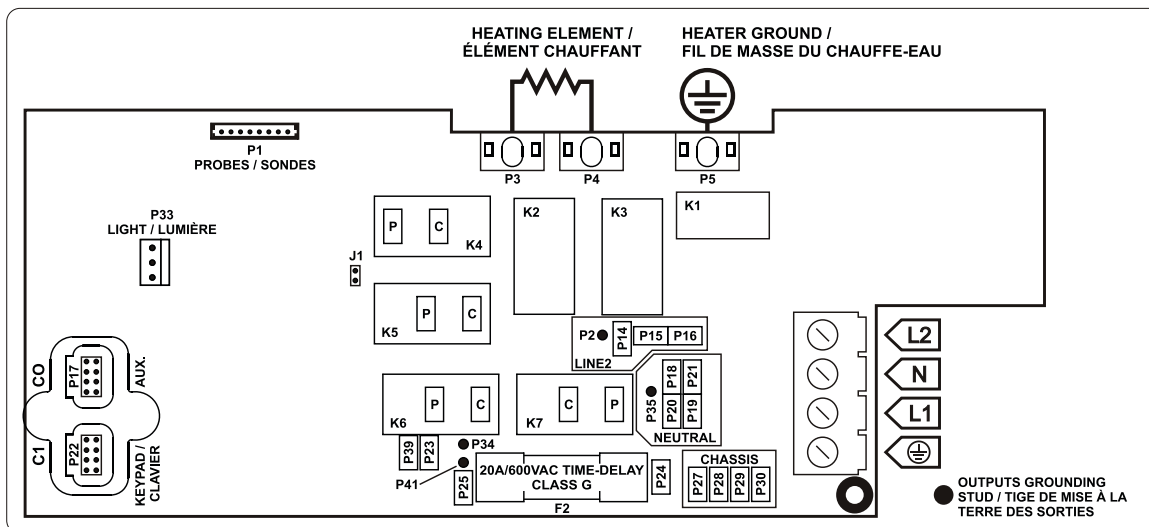 HEATING ELEMENT /
ÉLÉMENT CHAUFFANT
HEATER GROUND /
FIL DE MASSE DU CHAUFFE-EAU
P1
PROBES / SONDES
P3
P4
P5
P33
LIGHT / LUMIÈRE
K2
K3
K1
P
C
K4
J1
K5
P
C
P2
P14
P15
P16
LINE2
L2
N
L1
CO
P17
AUX.
C1
P22
KEYPAD /
CLAVIER
K6
P
C
K7
C
P
P35
P18
P21
P20
P19
NEUTRAL
P39
P23
P34
P41
P25
20A/600VAC TIME-DELAY
CLASS G
F2
P24
CHASSIS
P27
P28
P29
P30
OUTPUTS GROUNDING
STUD / TIGE DE MISE À LA
TERRE DES SORTIES